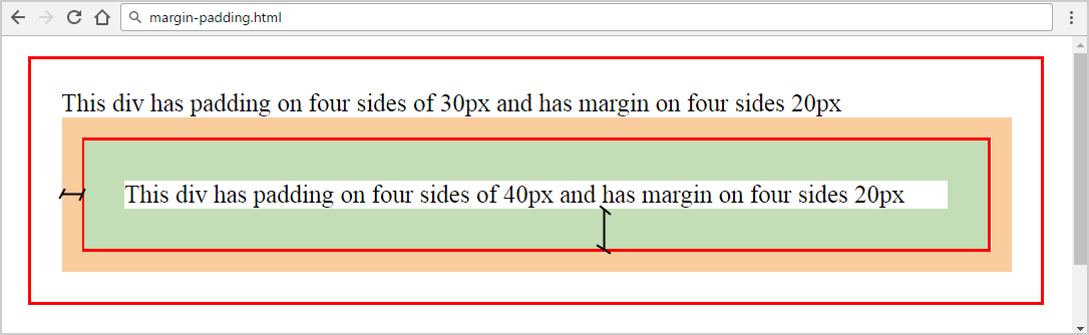 margin-padding.html
This div has padding on four sides of 30px and has margin on four sides 20px
This div has padding on four sides of 40px and has margin on four sides 20px